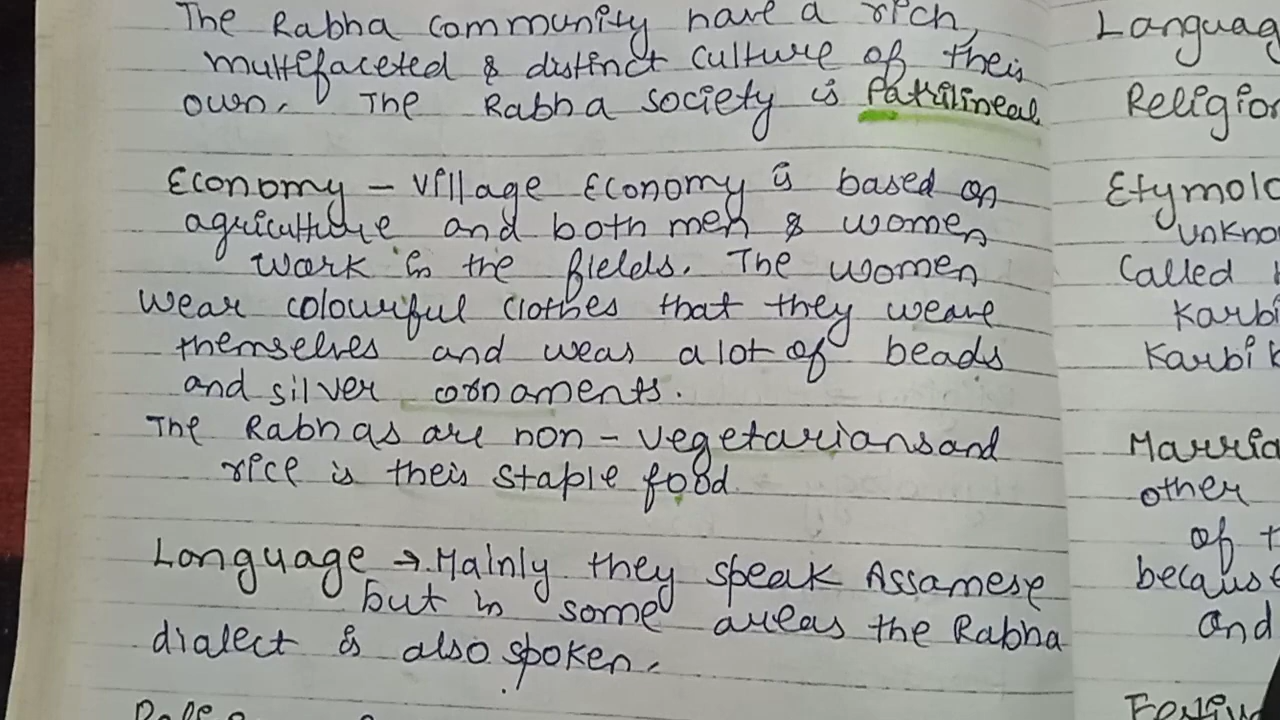 The Rabha community have a rich,
multifaceted & distinct culture of their
own. The Rabha society is Patrilineal
Economy - Village Economy is based on
agriculture and both men & women
work in the fields. The women
wear colourful clothes that they weave
themselves and wear a lot of beads
and silver ornaments.
The Rabhas are non - vegetarians and
rice is their staple food
Language → Mainly they speak Assamese
but in some areas the Rabha
dialect is also spoken.
Languag
Religion
Etymolo
unkno
Called
Karbi
Karbi
Marria
other
of t
because
and